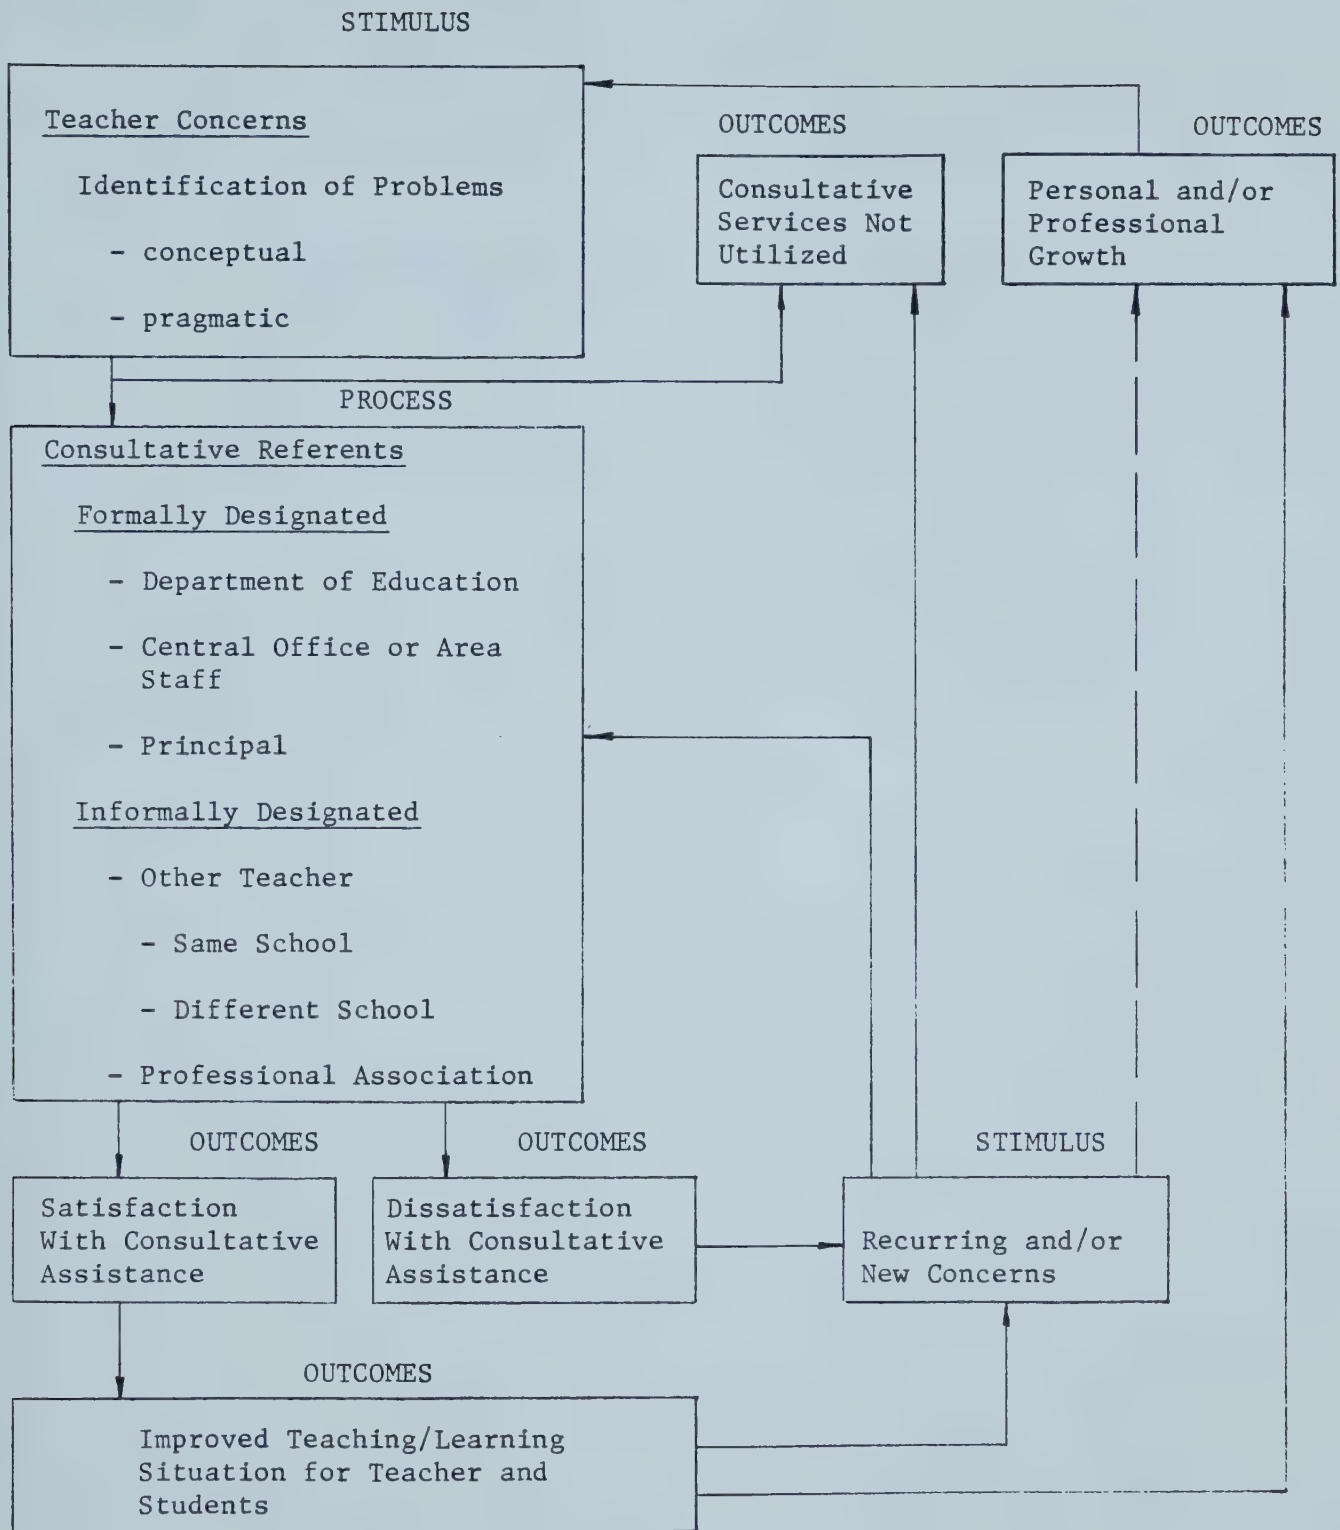 STIMULUS
Teacher Concerns
Identification of Problems
- conceptual
- pragmatic
OUTCOMES
Consultative
Services Not
Utilized
OUTCOMES
Personal and/or
Professional
Growth
PROCESS
Consultative Referents
Formally Designated
- Department of Education
- Central Office or Area
Staff
- Principal
Informally Designated
- Other Teacher
- Same School
- Different School
- Professional Association
OUTCOMES
Satisfaction
With Consultative
Assistance
OUTCOMES
Dissatisfaction
With Consultative
Assistance
STIMULUS
Recurring and/or
New Concerns
OUTCOMES
Improved Teaching/Learning
Situation for Teacher and
Students